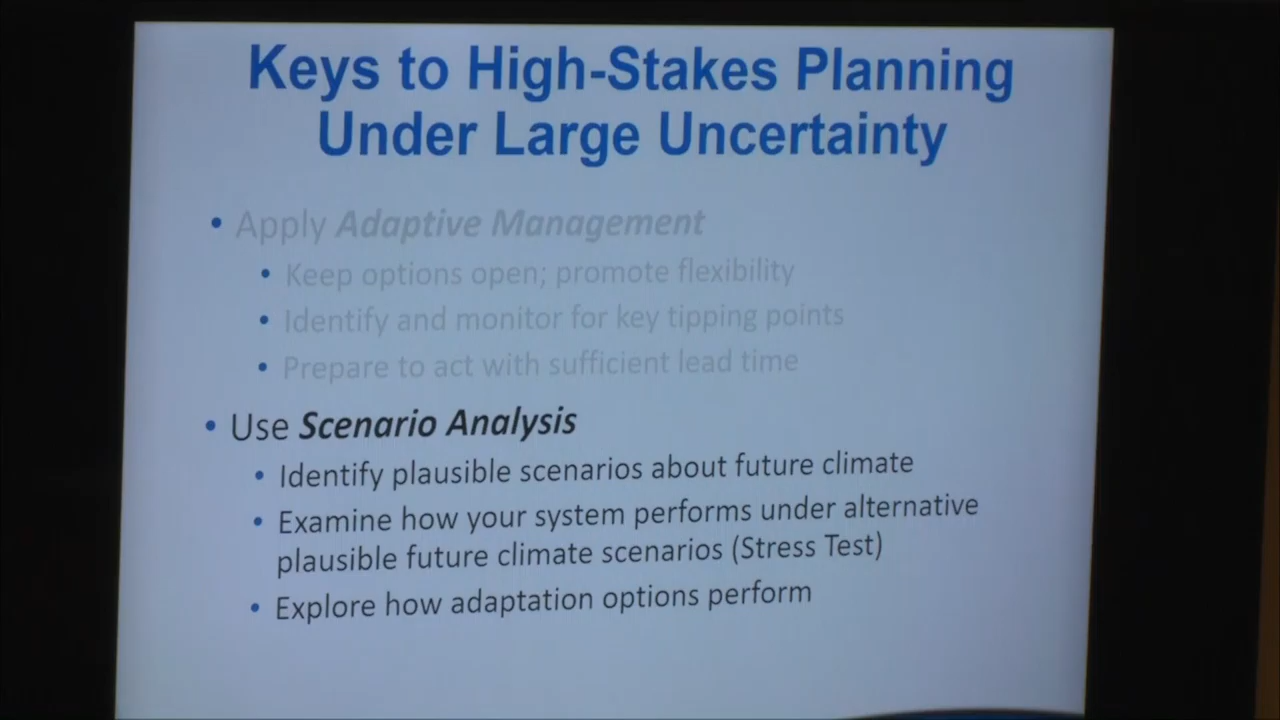 Keys to High-Stakes Planning
Under Large Uncertainty
• Apply Adaptive Management
• Keep options open; promote flexibility
• Identify and monitor for key tipping points
• Prepare to act with sufficient lead time
• Use Scenario Analysis
• Identify plausible scenarios about future climate
• Examine how your system performs under alternative
plausible future climate scenarios (Stress Test)
• Explore how adaptation options perform